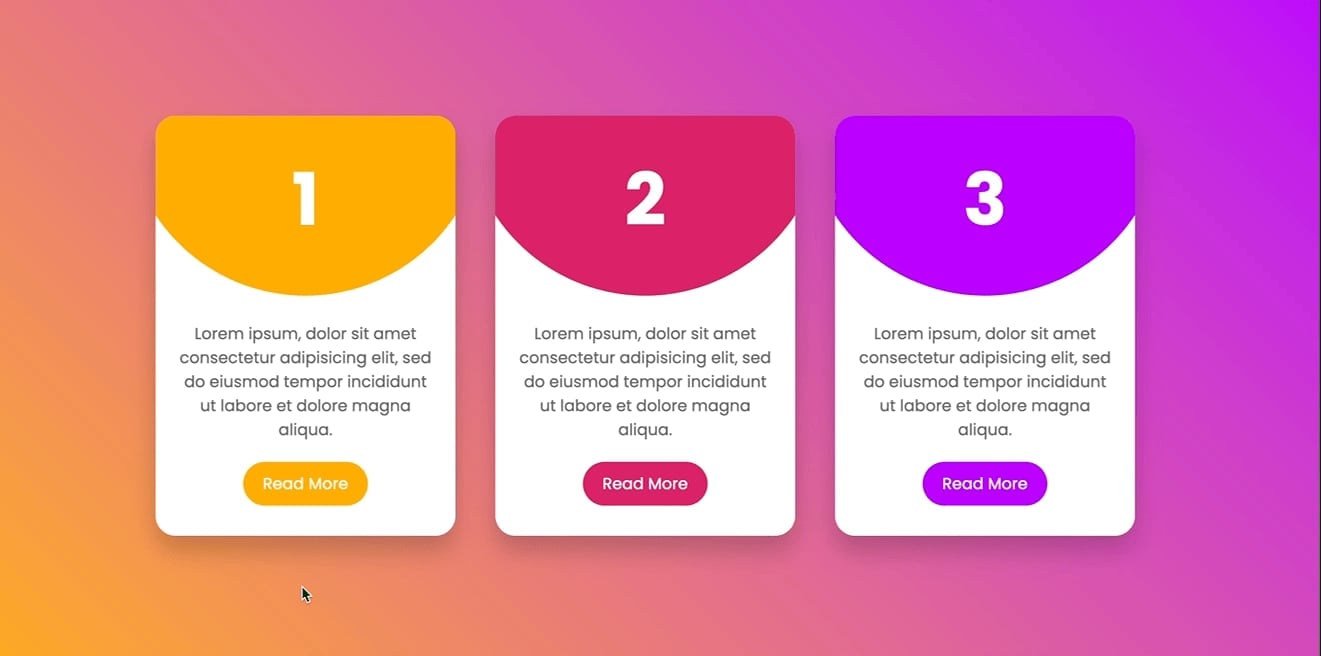 1
Lorem ipsum, dolor sit amet
consectetur adipisicing elit, sed
do eiusmod tempor incididunt
ut labore et dolore magna
aliqua.
Read More
2
Lorem ipsum, dolor sit amet
consectetur adipisicing elit, sed
do eiusmod tempor incididunt
ut labore et dolore magna
aliqua.
Read More
3
Lorem ipsum, dolor sit amet
consectetur adipisicing elit, sed
do eiusmod tempor incididunt
ut labore et dolore magna
aliqua.
Read More